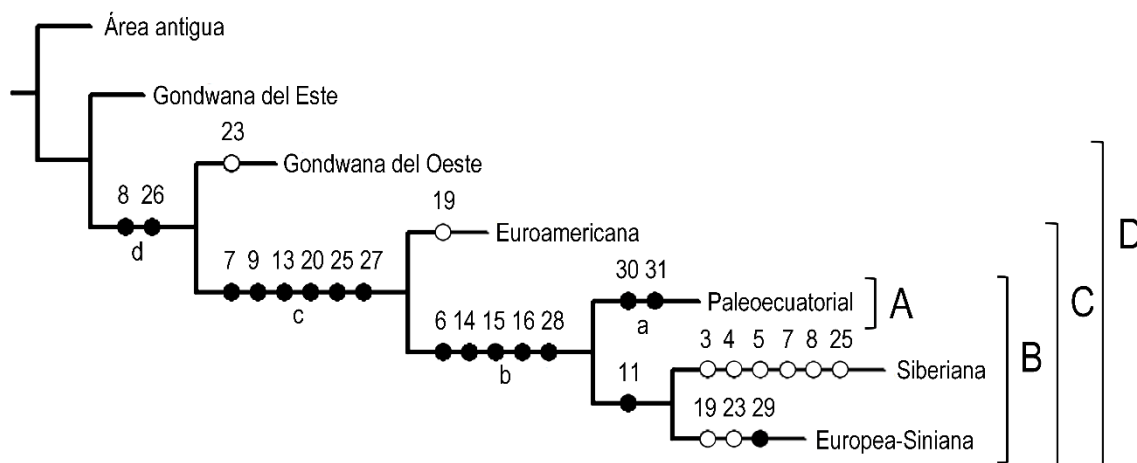 Área antigua
Gondwana del Este
23
Gondwana del Oeste
8 26
d
19
Euroamericana
7 9 13 20 25 27
c
30 31
a
Paleoecuatorial
A
6 14 15 16 28
b
3 4 5 7 8 25
Siberiana
11
19 23 29
Europea-Siniana
B
C
D